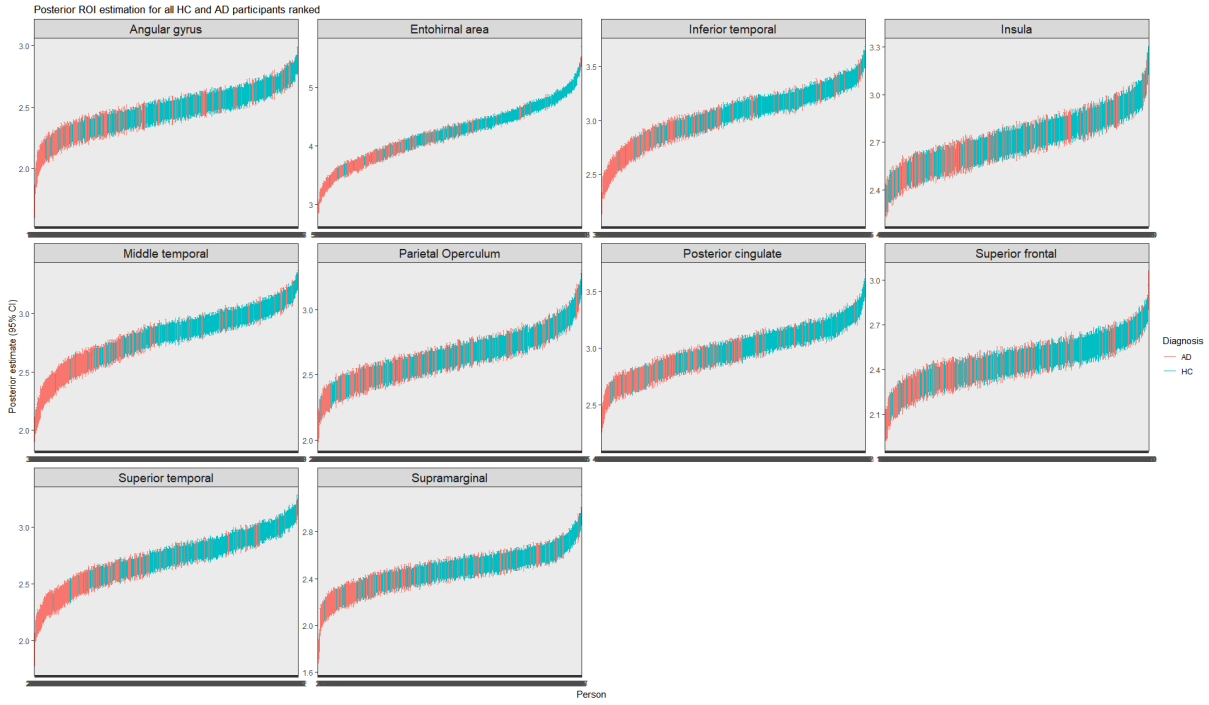 Posterior ROI estimation for all HC and AD participants ranked
Angular gyrus
Entohirnal area
Inferior temporal
Insula
3.0
2.5
2.0
5
4
3
3.5
3.0
2.5
3.3
3.0
2.7
2.4
Middle temporal
Parietal Operculum
Posterior cingulate
Superior frontal
3.0
2.5
2.0
3.0
2.5
2.0
3.5
3.0
2.5
3.0
2.7
2.4
2.1
Superior temporal
Supramarginal
3.0
2.5
2.0
2.8
2.4
2.0
1.6
Posterior estimate (95% CI)
Person
Diagnosis
AD
HC